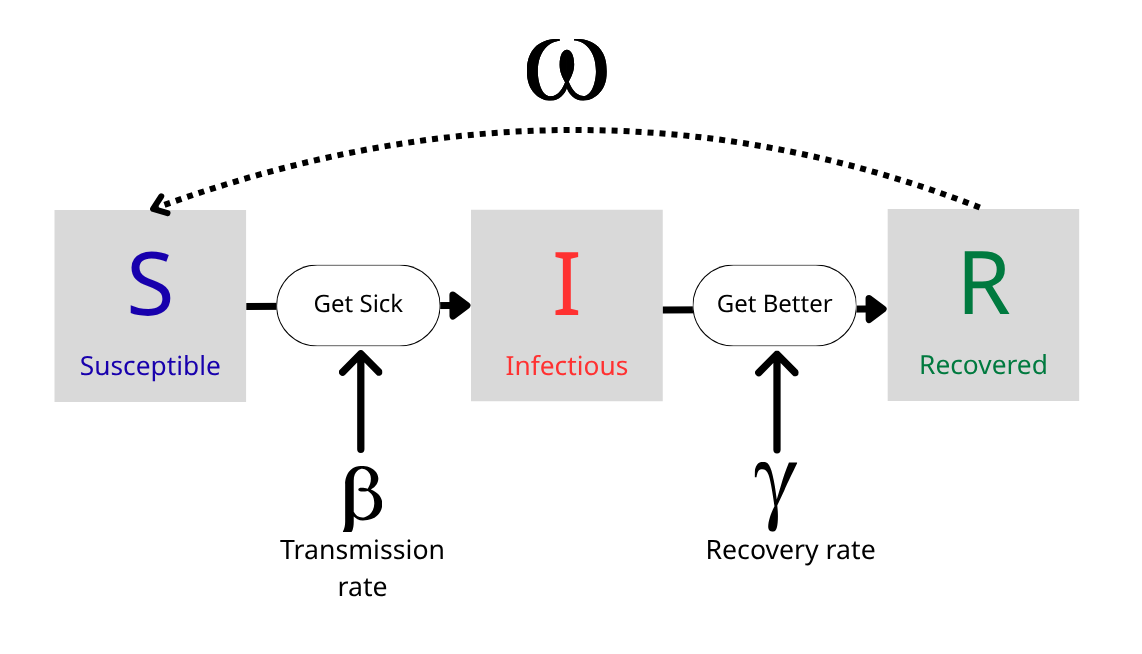 ω
S
Get Sick
I
Get Better
R
Susceptible
Infectious
Recovered
β
γ
Transmission
rate
Recovery rate